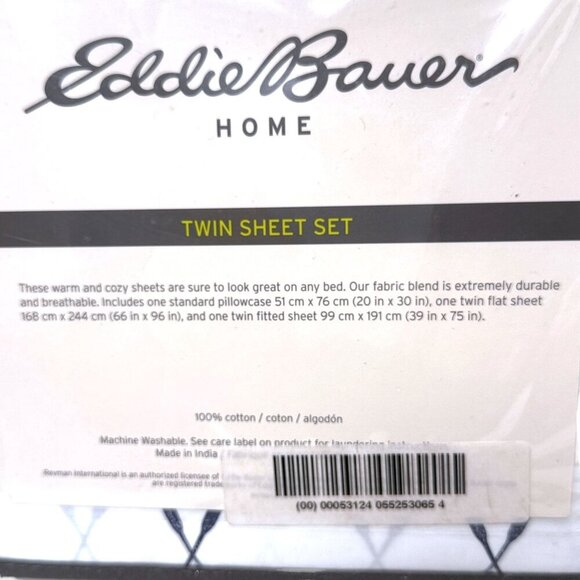 Eddie Bauer
HOME
TWIN SHEET SET
These warm and cozy sheets are sure to look great on any bed. Our fabric blend is extremely durable
and breathable. Includes one standard pillowcase 51 cm x 76 cm (20 in x 30 in), one twin flat sheet
168 cm x 244 cm (66 in x 96 in), and one twin fitted sheet 99 cm x 191 cm (39 in x 75 in).
100% cotton / coton / algodón
Machine Washable. See care label on product for laundering
Made in India /
Revman International is an authorized licensee of
are registered
(00) 00053124 055253065 4